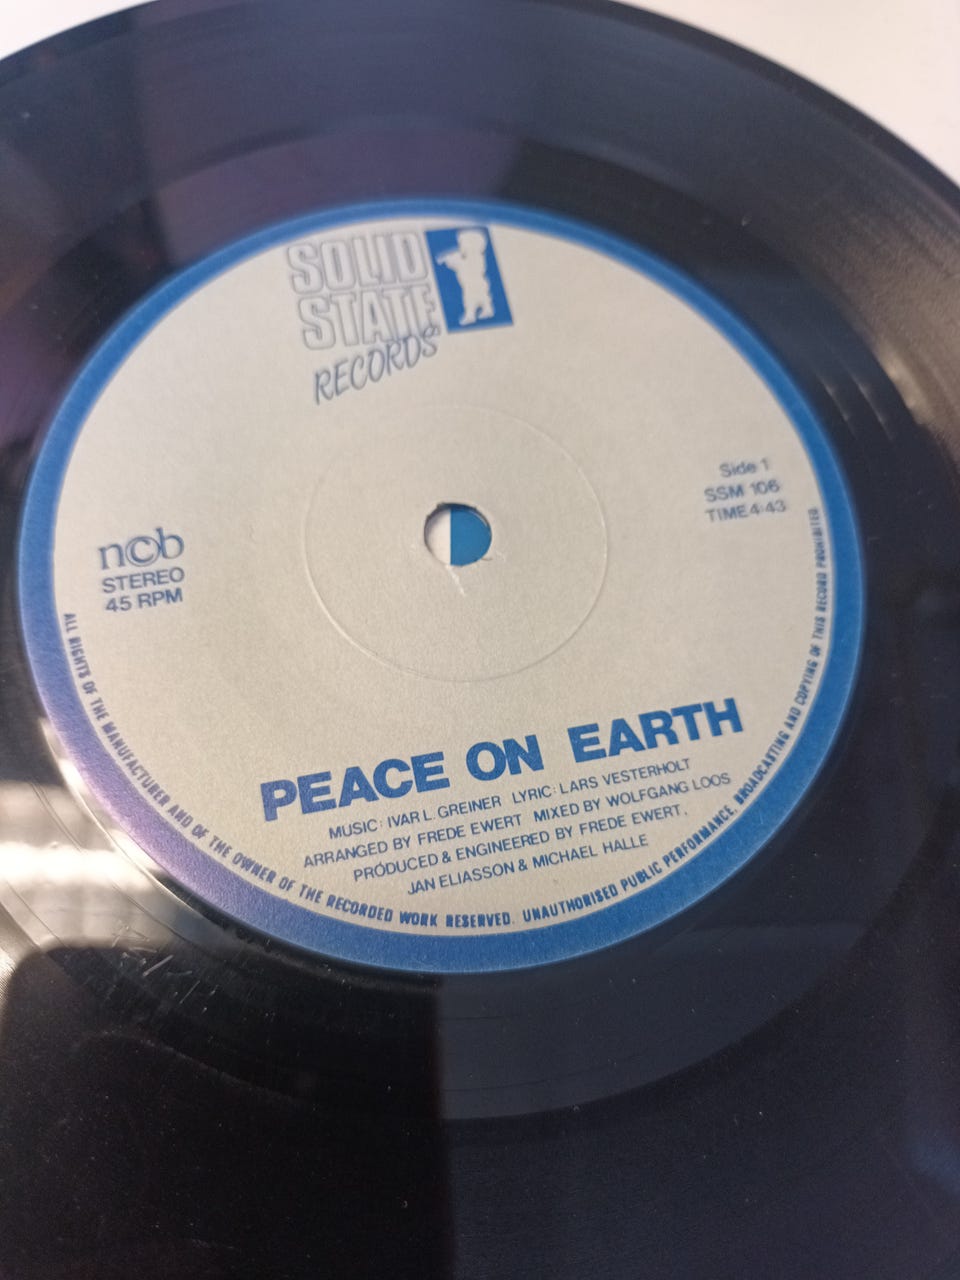 SOLID
STATE
RECORDS
Side 1
SSM 106
TIME 4:43
ncb
STEREO
45 RPM
PEACE ON EARTH
MUSIC: IVAR L. GREINER LYRIC: LARS VESTERHOLT
ARRANGED BY FREDE EWERT MIXED BY WOLFGANG LOOS
PRODUCED & ENGINEERED BY FREDE EWERT,
JAN ELIASSON & MICHAEL HALLE
ALL RIGHTS OF THE MANUFACTURER AND OF THE OWNER OF THE RECORDED WORK RESERVED. UNAUTHORISED PUBLIC PERFORMANCE, BROADCASTING AND COPYING OF THIS RECORD PROHIBITED